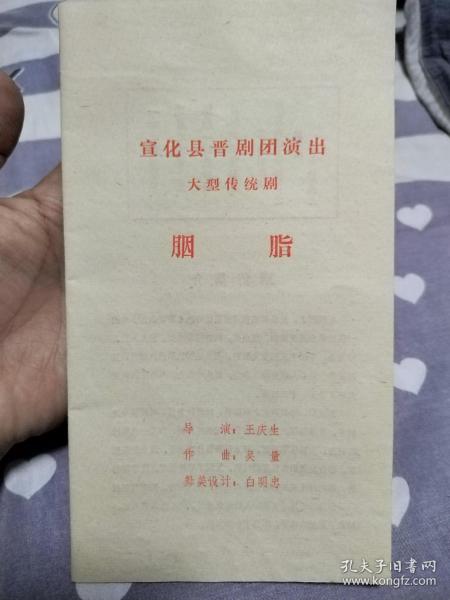 宣化县晋剧团演出
大型传统剧
胭脂
导演：王庆生
作曲：吴量
舞美设计：白明忠
孔夫子旧书网
www.kongfz.com